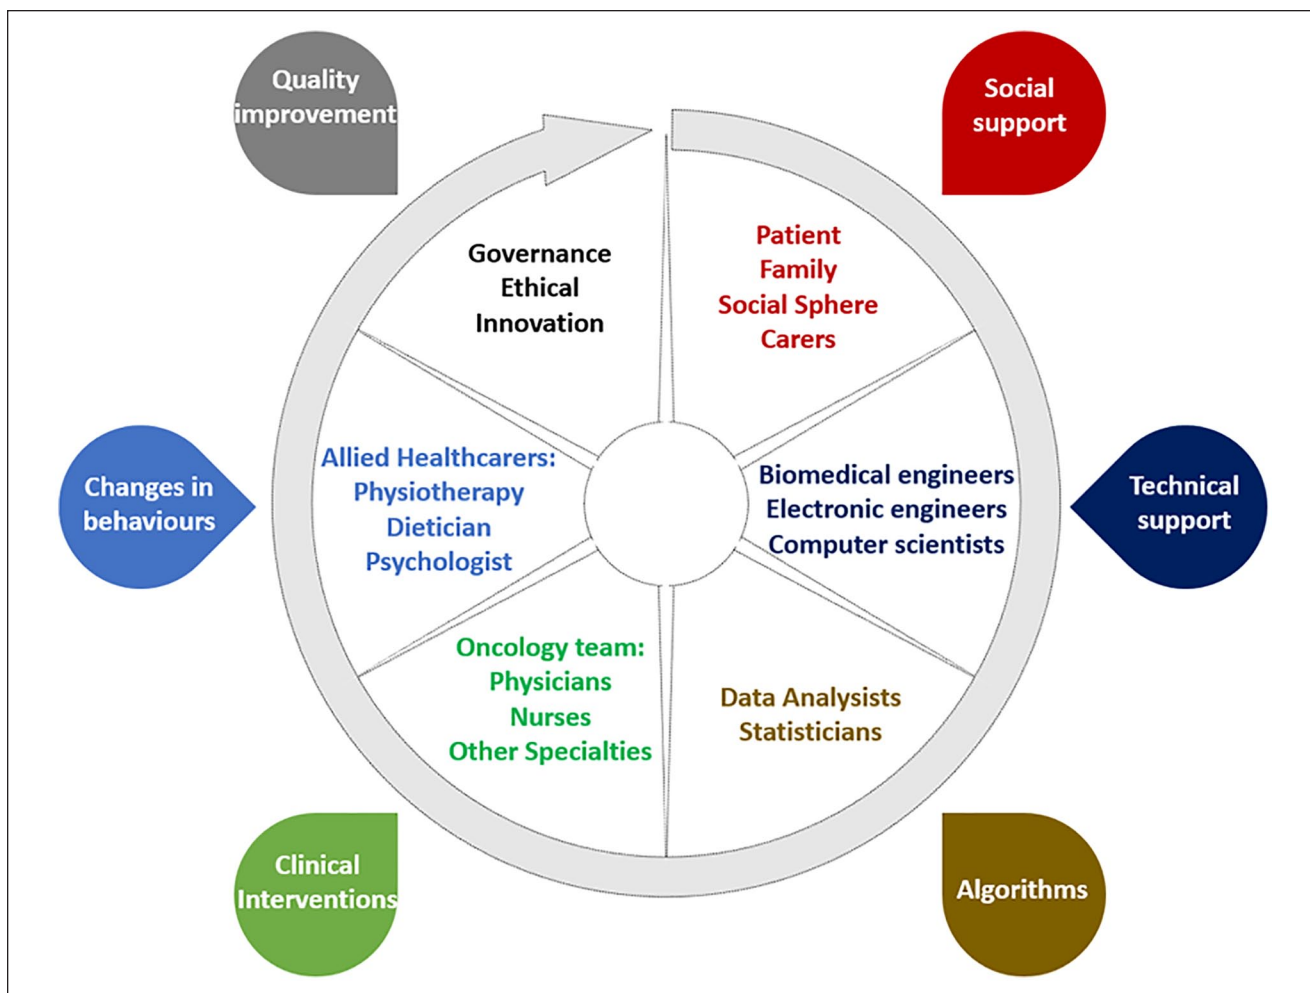 Quality
improvement
Social
support
Governance
Ethical
Innovation
Patient
Family
Social Sphere
Carers
Changes in
behaviours
Allied Healthcarers:
Physiotherapy
Dietician
Psychologist
Biomedical engineers
Electronic engineers
Computer scientists
Technical
support
Oncology team:
Physicians
Nurses
Other Specialties
Data Analysists
Statisticians
Clinical
Interventions
Algorithms